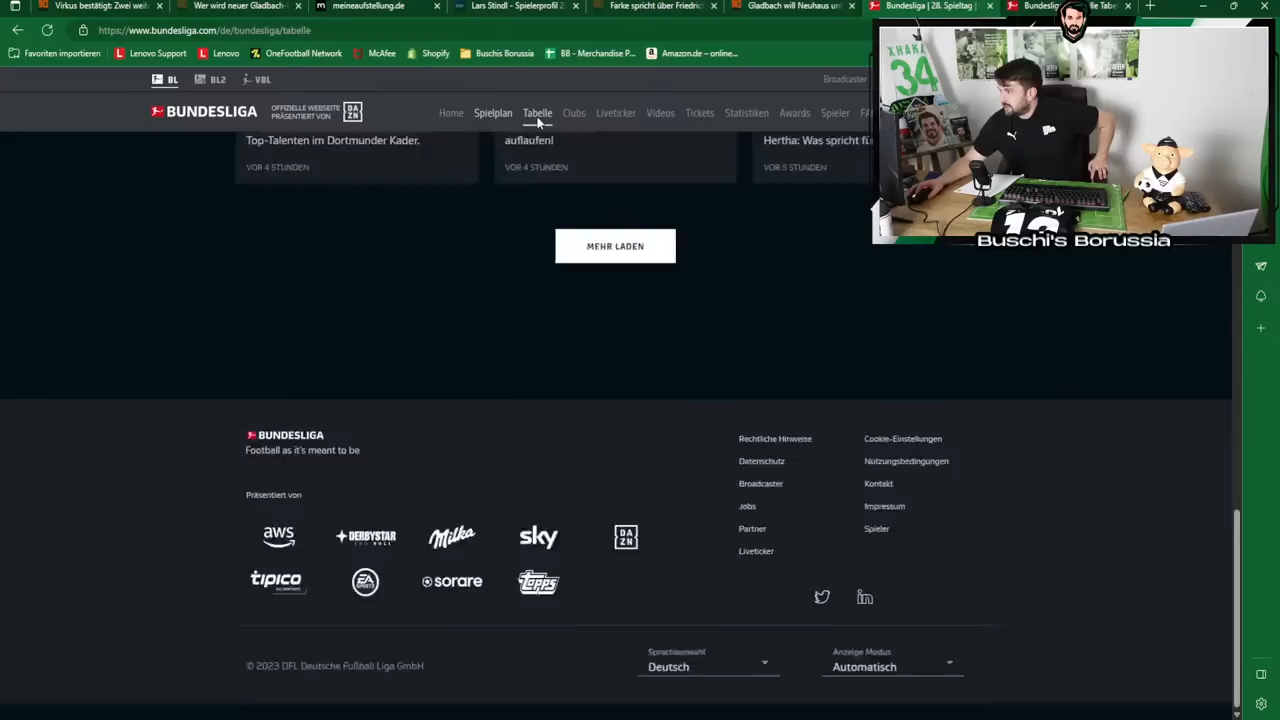 Virkus bestätigt: Zwei wei
Wer wird neuer Gladbach-
meineaufstellung.de
Lars Stindl - Spielerprofil 2
Farke spricht über Friedrich
Gladbach will Neuhaus un
Bundesliga | 28. Spieltag |
Bundesliga
lle Tabe
https://www.bundesliga.com/de/bundesliga/tabelle
Favoriten importieren
Lenovo Support
Lenovo
OneFootball Network
McAfee
Shopify
Buschis Borussia
BB - Merchandise P...
Amazon.de – online...
BL
BL2
VBL
Broadcaster
BUNDESLIGA
OFFIZIELLE WEBSEITE
PRÄSENTIERT VON
DAZN
Home
Spielplan
Tabelle
Clubs
Liveticker
Videos
Tickets
Statistiken
Awards
Spieler
XHAKA
34
Buschi's Borussia
Top-Talenten im Dortmunder Kader.
auflaufen!
Hertha: Was spricht fü
VOR 4 STUNDEN
VOR 4 STUNDEN
VOR 5 STUNDEN
MEHR LADEN
BUNDESLIGA
Football as it's meant to be
Präsentiert von
aws
DERBYSTAR
Milka
sky
DAZN
tipico
EA SPORTS
sorare
Topps
Rechtliche Hinweise
Datenschutz
Broadcaster
Jobs
Partner
Liveticker
Cookie-Einstellungen
Nutzungsbedingungen
Kontakt
Impressum
Spieler
© 2023 DFL Deutsche Fußball Liga GmbH
Sprachauswahl
Deutsch
Anzeige Modus
Automatisch